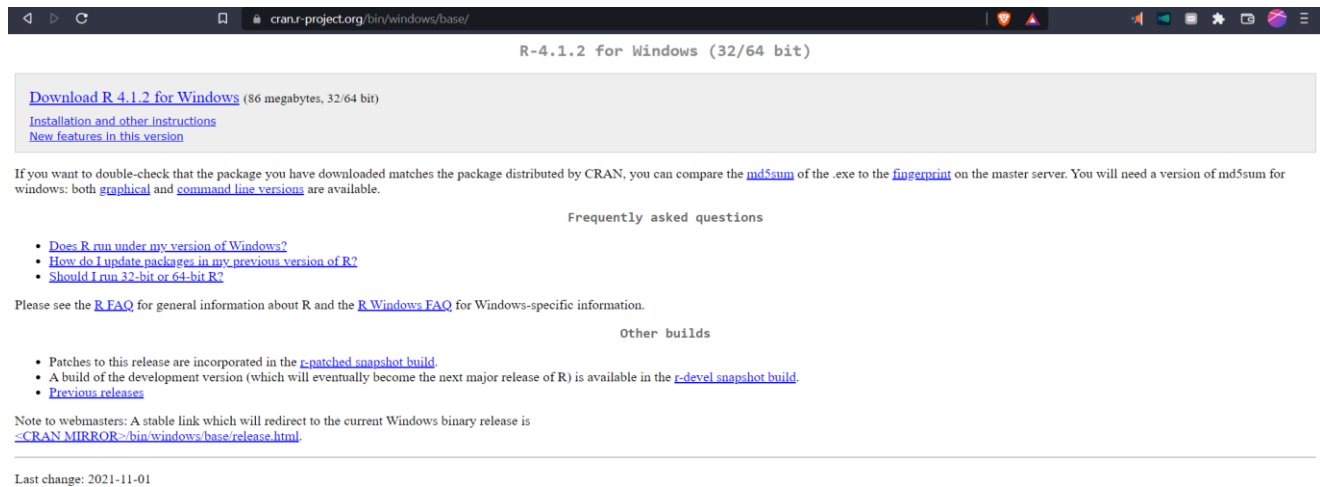 cran.r-project.org/bin/windows/base/
R-4.1.2 for Windows (32/64 bit)
Download R 4.1.2 for Windows (86 megabytes, 32/64 bit)
Installation and other instructions
New features in this version
If you want to double-check that the package you have downloaded matches the package distributed by CRAN, you can compare the md5sum of the .exe to the fingerprint on the master server. You will need a version of md5sum for
windows: both graphical and command line versions are available.
Frequently asked questions
• Does R run under my version of Windows?
• How do I update packages in my previous version of R?
• Should I run 32-bit or 64-bit R?
Please see the R FAQ for general information about R and the R Windows FAQ for Windows-specific information.
Other builds
• Patches to this release are incorporated in the r-patched snapshot build.
• A build of the development version (which will eventually become the next major release of R) is available in the r-devel snapshot build.
• Previous releases
Note to webmasters: A stable link which will redirect to the current Windows binary release is
<CRAN MIRROR>/bin/windows/base/release.html.
Last change: 2021-11-01